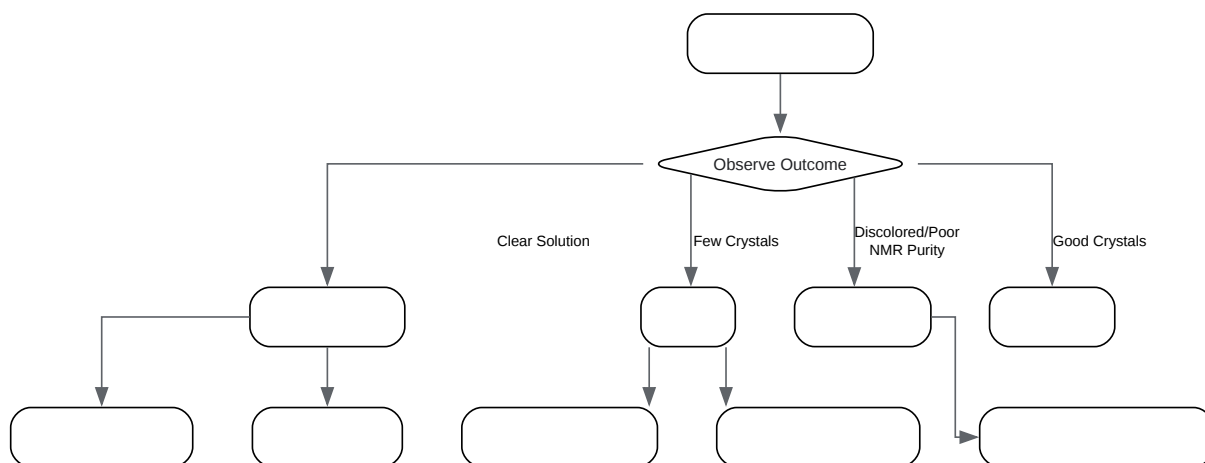 Observe Outcome
Clear Solution
Few Crystals
Discolored/Poor
NMR Purity
Good Crystals